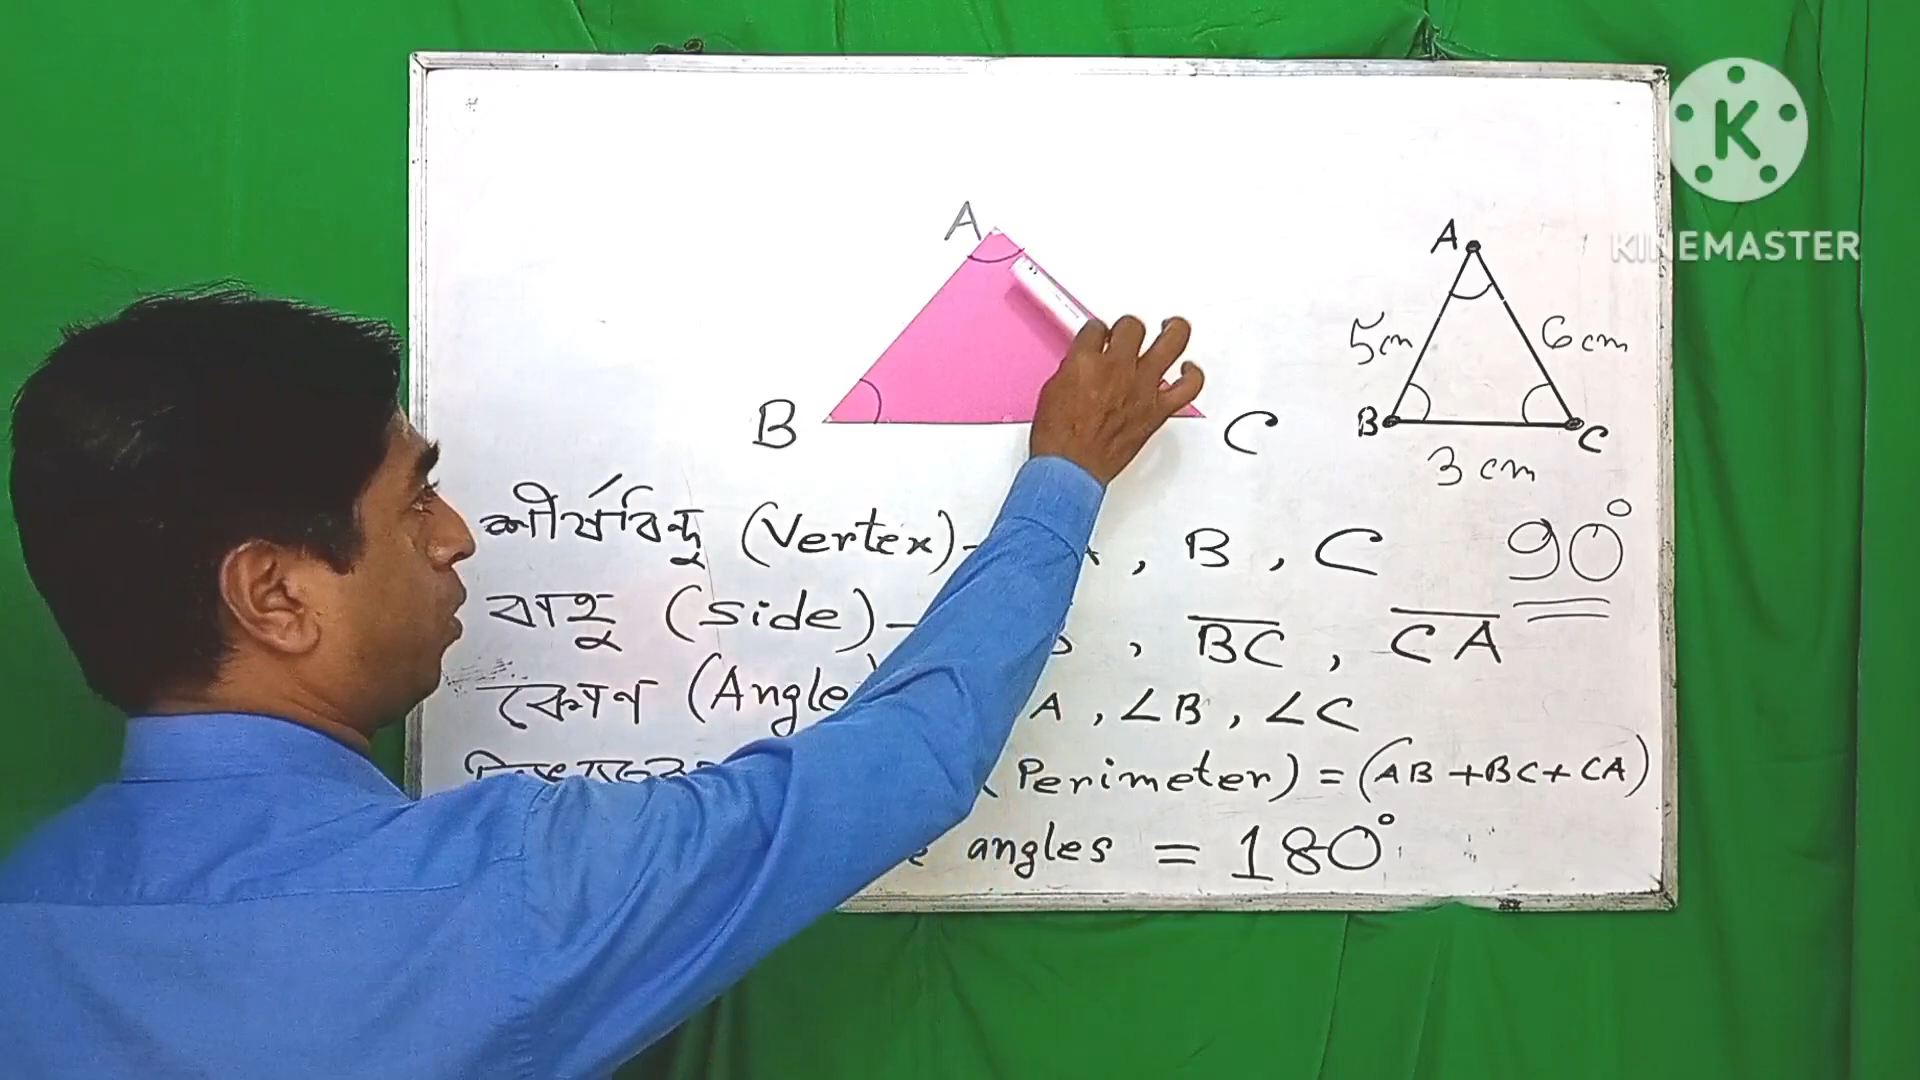 K
KINEMASTER
A
B
C
A
5cm
6cm
B
C
3 cm
শীর্ষবিন্দু (Vertex)- , B, C
90°
বাহু (Side)- , BC, CA
কোণ (Angle A, ∠B, ∠C
(Perimeter) = (AB+BC+CA)
angles = 180°